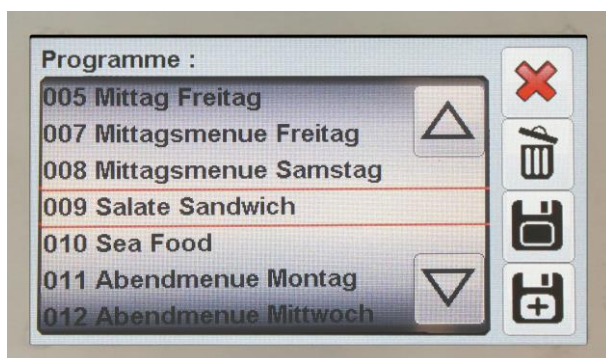 Programme :
005 Mittag Freitag
007 Mittagsmenue Freitag
008 Mittagsmenue Samstag
009 Salate Sandwich
010 Sea Food
011 Abendmenue Montag
012 Abendmenue Mittwoch